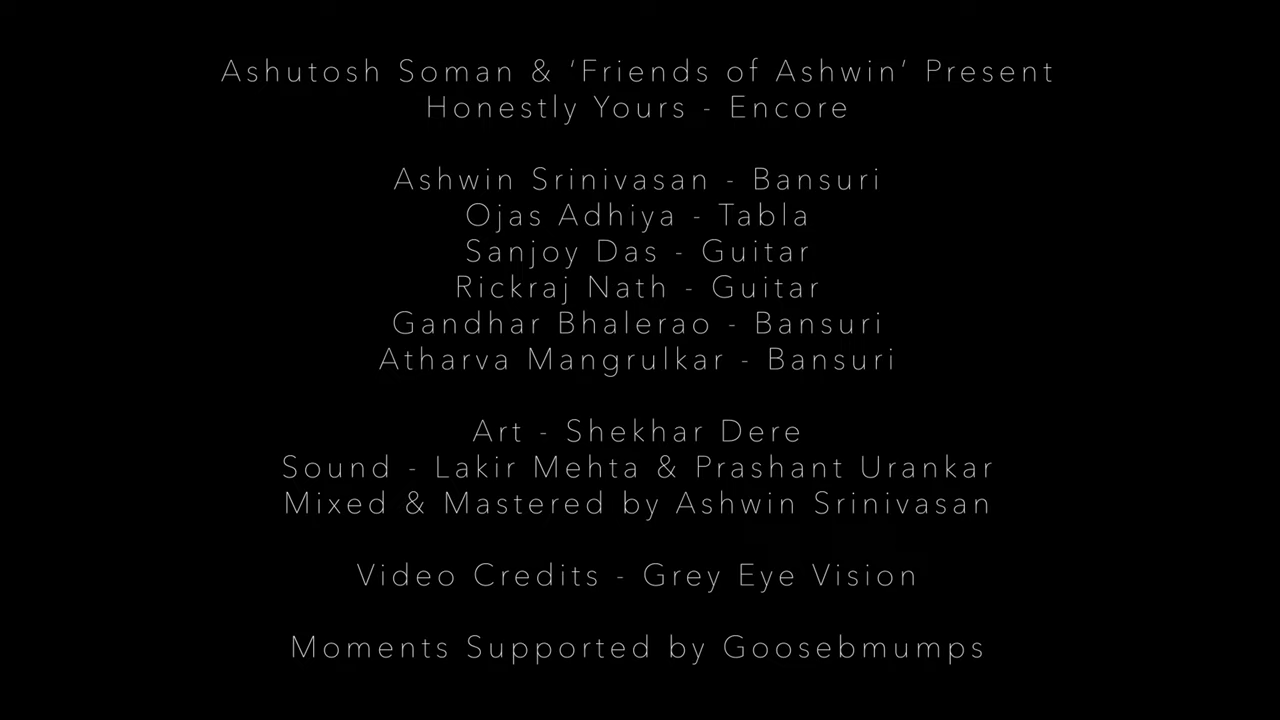 Ashutosh Soman & ‘Friends of Ashwin’ Present
Honestly Yours - Encore
Ashwin Srinivasan - Bansuri
Ojas Adhiya - Tabla
Sanjoy Das - Guitar
Rickraj Nath - Guitar
Gandhar Bhalerao - Bansuri
Atharva Mangrulkar - Bansuri
Art - Shekhar Dere
Sound - Lakir Mehta & Prashant Urankar
Mixed & Mastered by Ashwin Srinivasan
Video Credits - Grey Eye Vision
Moments Supported by Goosebmumps